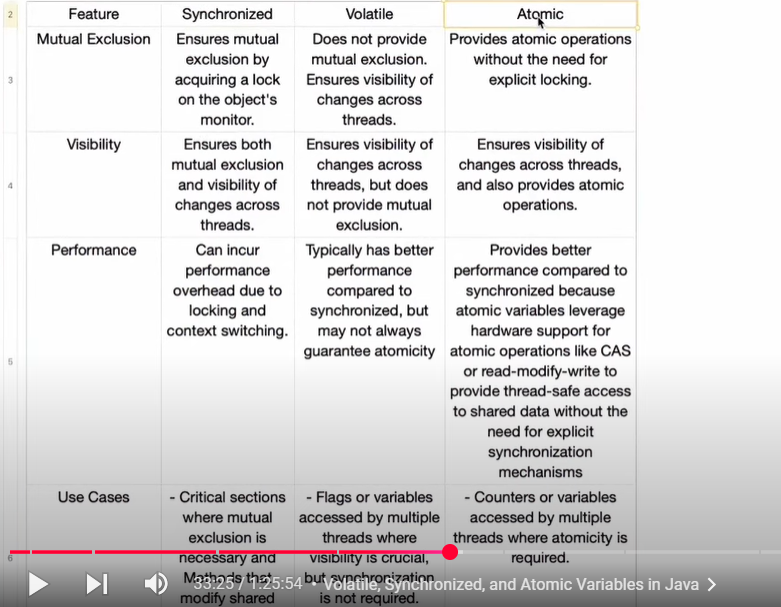 2
Feature
Synchronized
Volatile
Atomic
3
Mutual Exclusion
Ensures mutual
exclusion by
acquiring a lock
on the object's
monitor.
Does not provide
mutual exclusion.
Ensures visibility of
changes across
threads.
Provides atomic operations
without the need for
explicit locking.
4
Visibility
Ensures both
mutual exclusion
and visibility of
changes across
threads.
Ensures visibility of
changes across
threads, but does
not provide mutual
exclusion.
Ensures visibility of
changes across threads,
and also provides atomic
operations.
5
Performance
Can incur
performance
overhead due to
locking and
context switching.
Typically has better
performance
compared to
synchronized, but
may not always
guarantee atomicity
Provides better
performance compared to
synchronized because
atomic variables leverage
hardware support for
atomic operations like CAS
or read-modify-write to
provide thread-safe access
to shared data without the
need for explicit
synchronization
mechanisms
6
Use Cases
- Critical sections
where mutual
exclusion is
necessary and
Methods that
modify shared
- Flags or variables
accessed by multiple
threads where
visibility is crucial,
but synchronization
is not required.
- Counters or variables
accessed by multiple
threads where atomicity is
required.
53:25 / 1:25:54 • Volatile, Synchronized, and Atomic Variables in Java